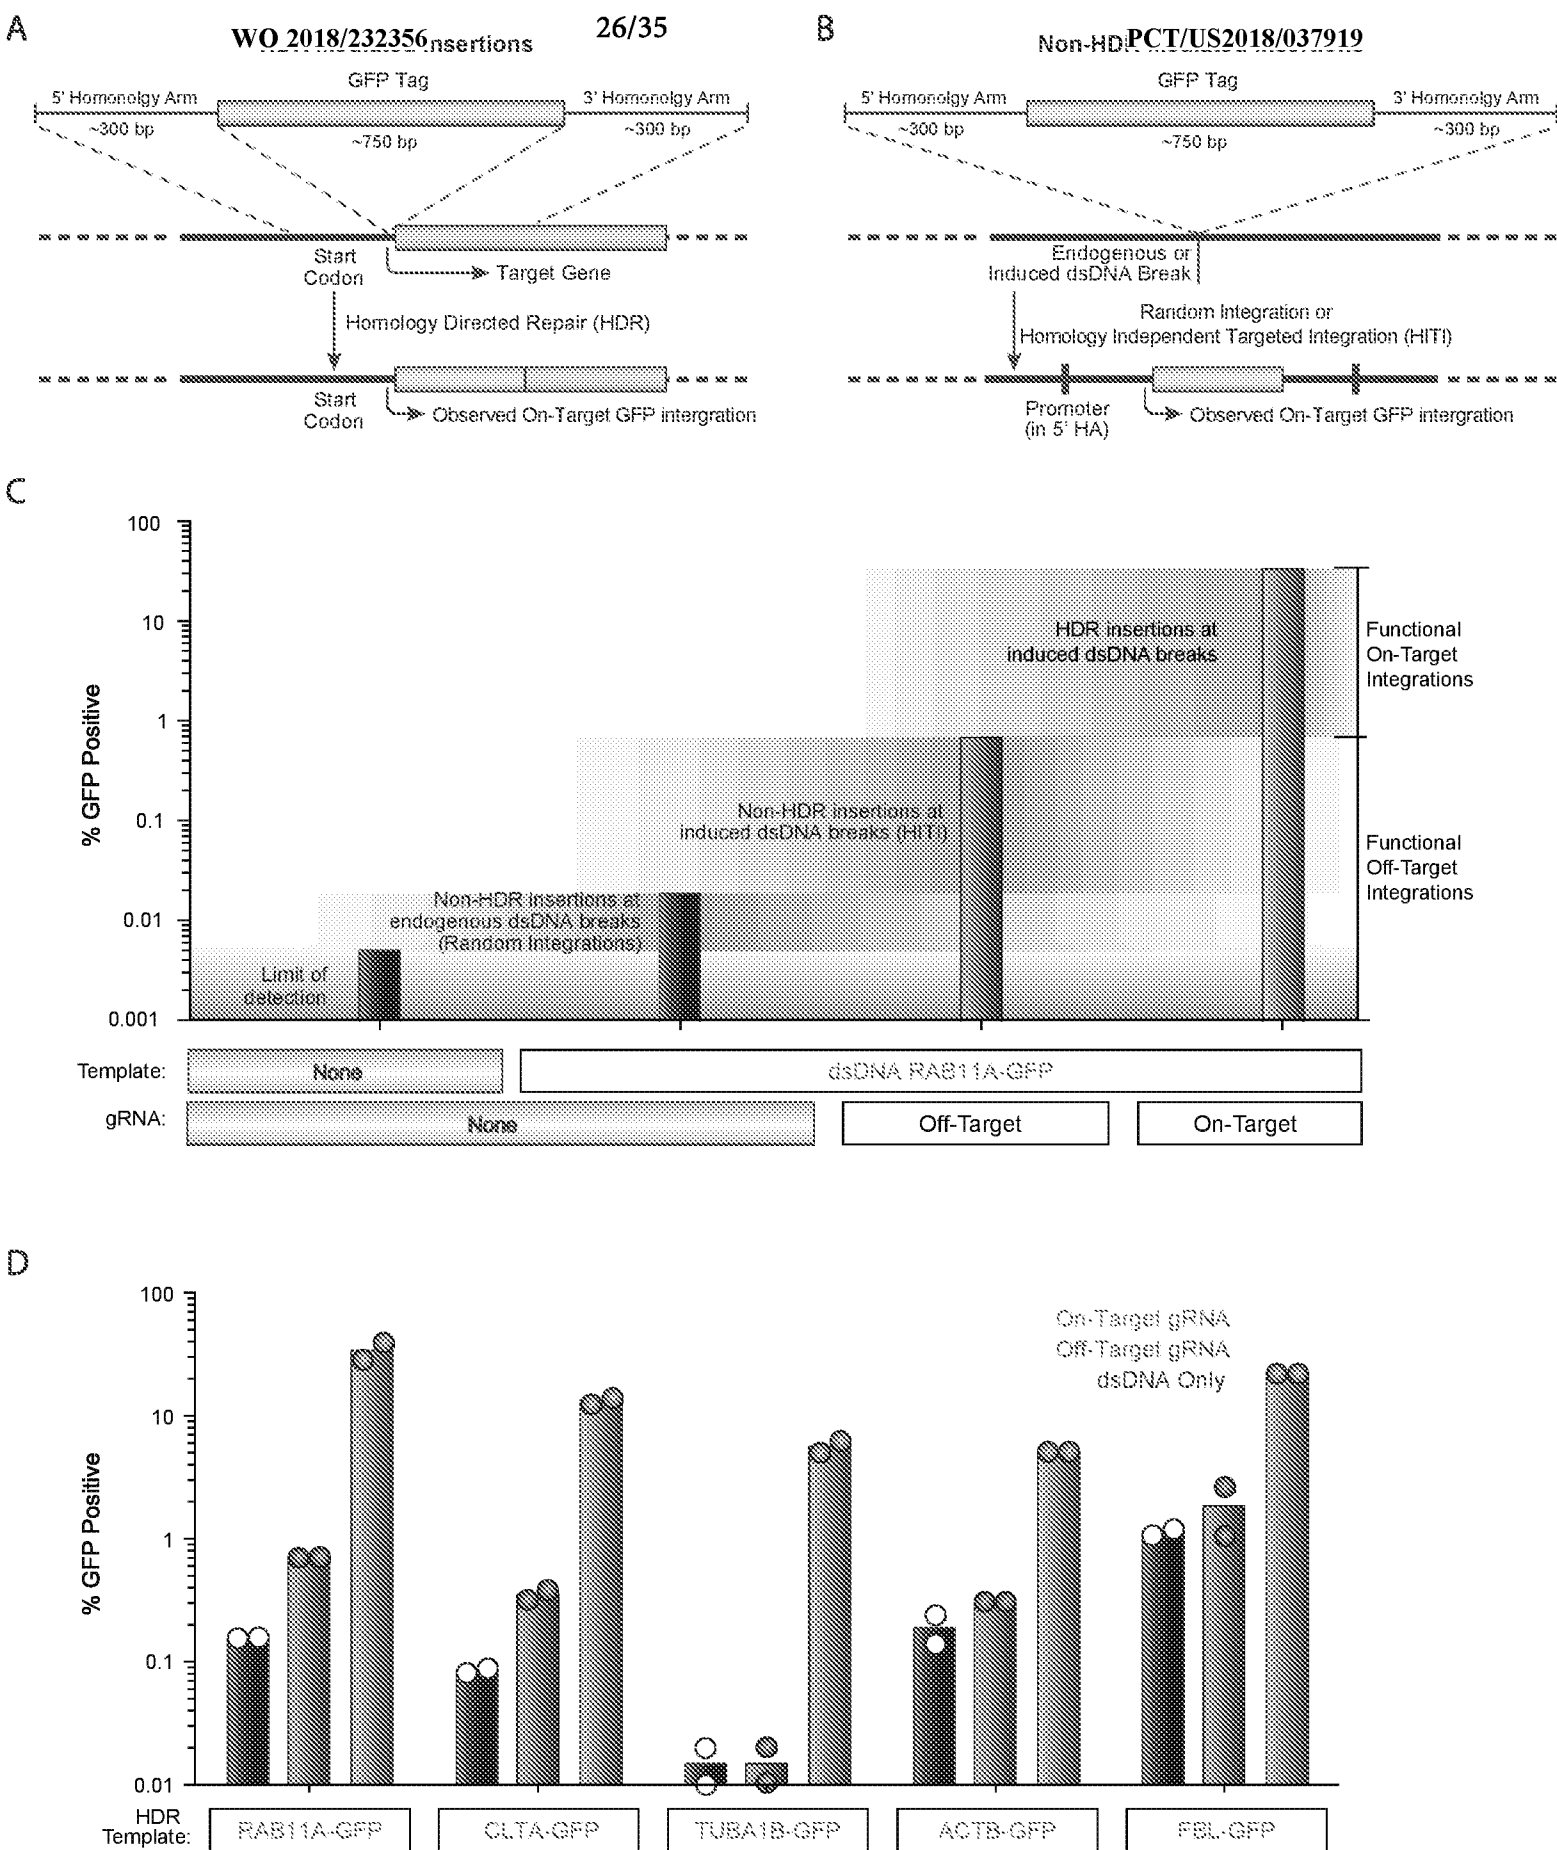 A
WO 2018/232356 nsertions
26/35
B
Non-HD PCT/US2018/037919
GFP Tag
5' Homonolgy Arm
3' Homonolgy Arm
~300 bp
~750 bp
~300 bp
Start
Codon
Target Gene
Homology Directed Repair (HDR)
Start
Codon
Observed On-Target GFP intergration
GFP Tag
5' Homonolgy Arm
3' Homonolgy Arm
~300 bp
~750 bp
~300 bp
Endogenous or
Induced dsDNA Break
Random Integration or
Homology Independent Targeted Integration (HITI)
Promoter
(in 5' HA)
Observed On-Target GFP intergration
C
% GFP Positive
100
10
1
0.1
0.01
0.001
Limit of
detection
Non-HDR insertions at
endogenous dsDNA breaks
(Random Integrations)
Non-HDR insertions at
induced dsDNA breaks (HITI)
HDR insertions at
induced dsDNA breaks
Functional
On-Target
Integrations
Functional
Off-Target
Integrations
Template:
None
dsDNA RAB11A-GFP
gRNA:
None
Off-Target
On-Target
D
% GFP Positive
100
10
1
0.1
0.01
On-Target gRNA
Off-Target gRNA
dsDNA Only
HDR
Template:
RAB11A-GFP
CLTA-GFP
TUBA1B-GFP
ACTB-GFP
FBL-GFP